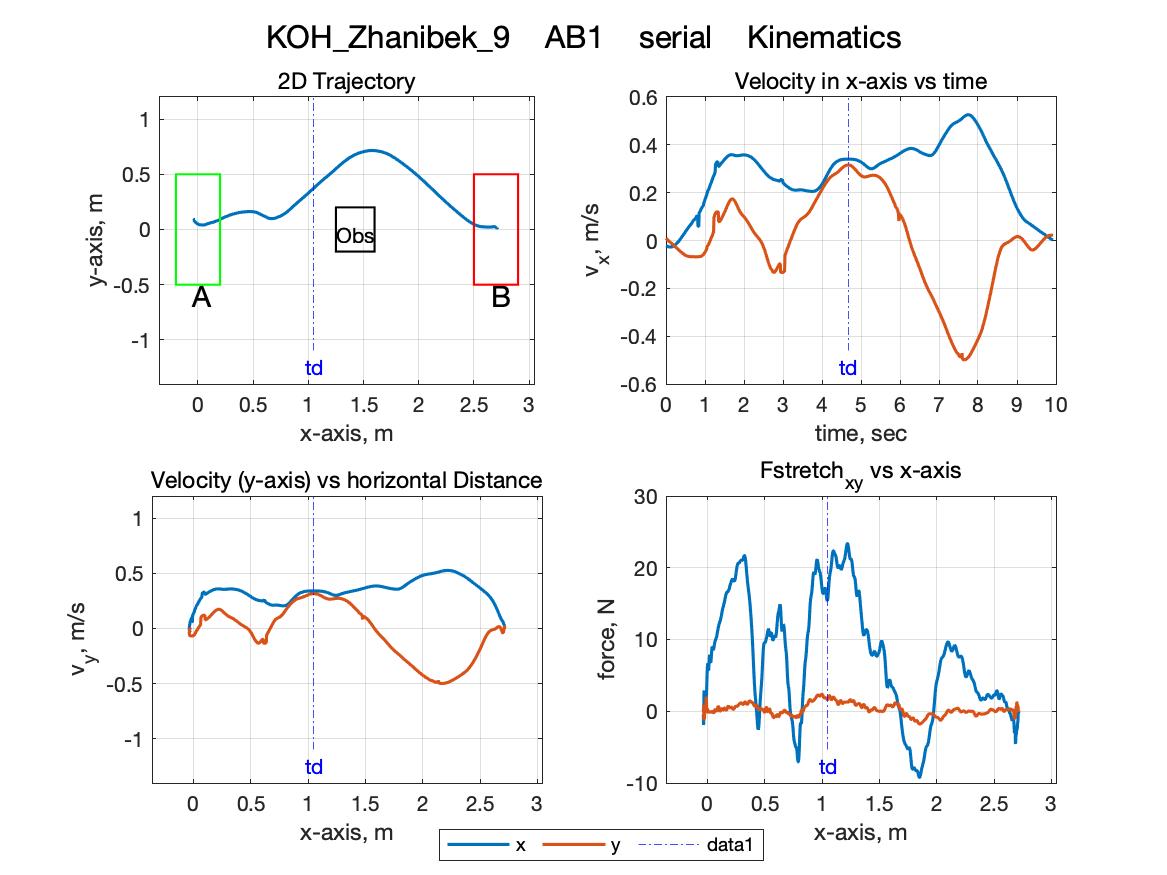 KOH_Zhanibek_9 AB1 serial Kinematics
2D Trajectory
1
0.5
0
-0.5
-1
y-axis, m
A
Obs
B
td
0 0.5 1 1.5 2 2.5 3
x-axis, m
Velocity in x-axis vs time
0.6
0.4
0.2
0
-0.2
-0.4
-0.6
vx, m/s
td
0 1 2 3 4 5 6 7 8 9 10
time, sec
Velocity (y-axis) vs horizontal Distance
1
0.5
0
-0.5
-1
vy, m/s
td
0 0.5 1 1.5 2 2.5 3
x-axis, m
Fstretchxy vs x-axis
30
20
10
0
-10
force, N
td
0 0.5 1 1.5 2 2.5 3
x-axis, m
x y data1